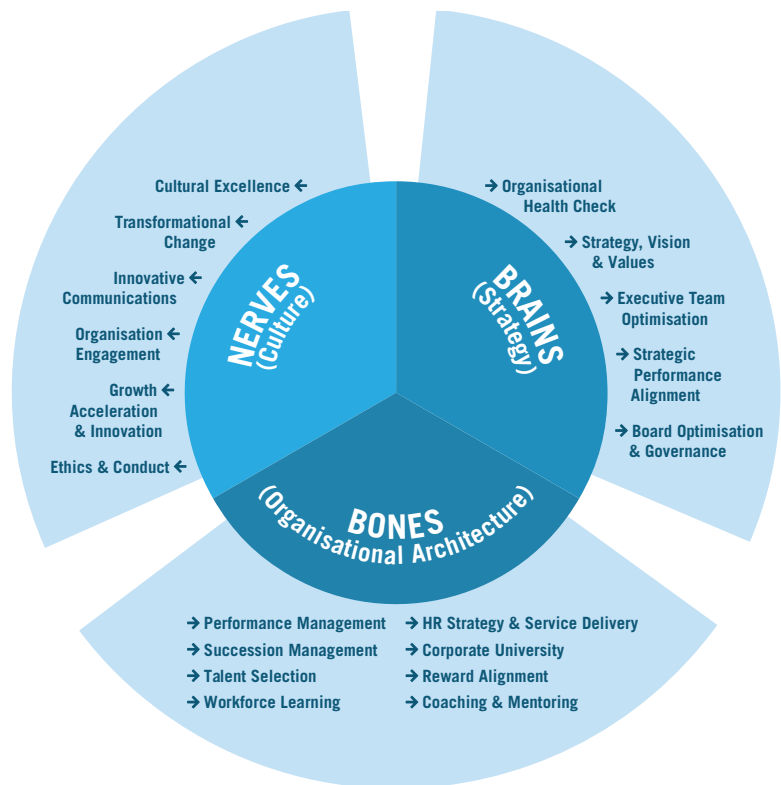 Cultural Excellence ←
Transformational ←
Change
Innovative ←
Communications
Organisation ←
Engagement
Growth ←
Acceleration
& Innovation
Ethics & Conduct ←
NERVES
(Culture)
BRAINS
(Strategy)
→ Organisational
Health Check
→ Strategy, Vision
& Values
→ Executive Team
Optimisation
→ Strategic
Performance
Alignment
→ Board Optimisation
& Governance
BONES
(Organisational Architecture)
→ Performance Management
→ Succession Management
→ Talent Selection
→ Workforce Learning
→ HR Strategy & Service Delivery
→ Corporate University
→ Reward Alignment
→ Coaching & Mentoring